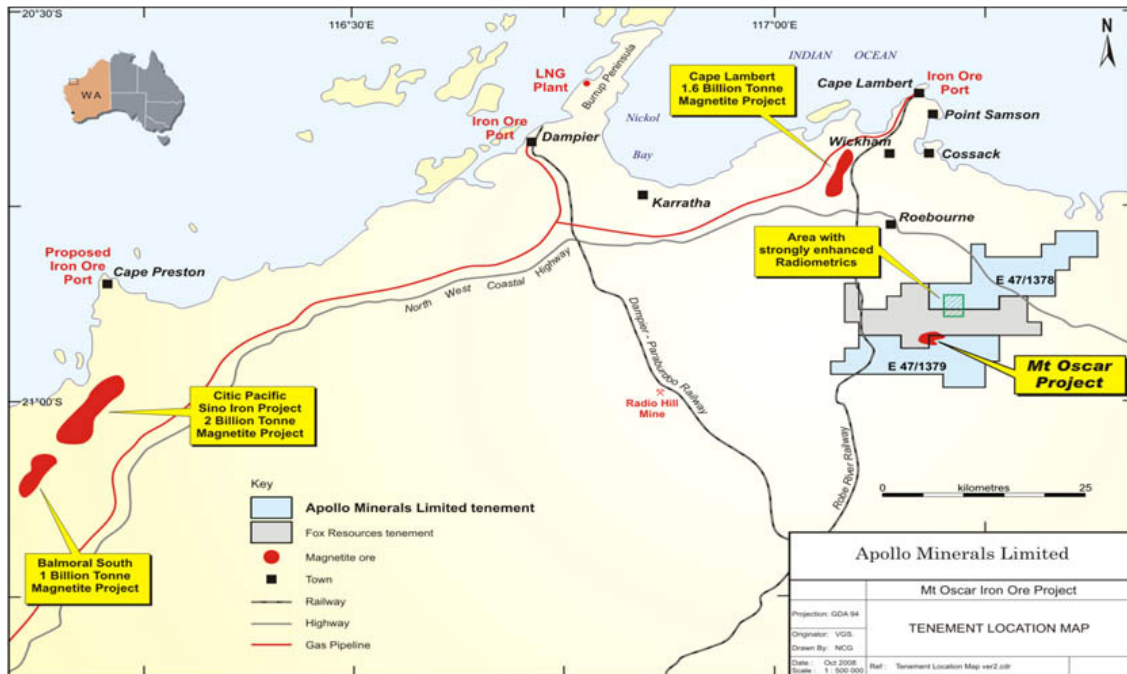 20°30'S
116°30'E
117°00'E
INDIAN OCEAN
N
WA
LNG
Plant
Burrup Peninsula
Cape Lambert
1.6 Billion Tonne
Magnetite Project
Cape Lambert
Iron Ore
Port
Iron Ore
Port
Dampier
Nickol
Bay
Point Samson
Wickham
Cossack
Karratha
Roebourne
Proposed
Iron Ore
Port
Cape Preston
Area with
strongly enhanced
Radiometrics
North West Coastal Highway
E 47/1378
Dampier - Paraburdoo Railway
E 47/1379
Mt Oscar
Project
21°00'S
Citic Pacific
Sino Iron Project
2 Billion Tonne
Magnetite Project
Radio Hill
Mine
Robe River Railway
0 kilometres 25
Balmoral South
1 Billion Tonne
Magnetite Project
Key
Apollo Minerals Limited tenement
Fox Resources tenement
Magnetite ore
Town
Railway
Highway
Gas Pipeline
Apollo Minerals Limited
Mt Oscar Iron Ore Project
Projection: GDA 94
TENEMENT LOCATION MAP
Originator: VGS.
Drawn By: NCG
Date : Oct 2008
Scale : 1 : 500 000
Ref : Tenement Location Map ver2.cdr